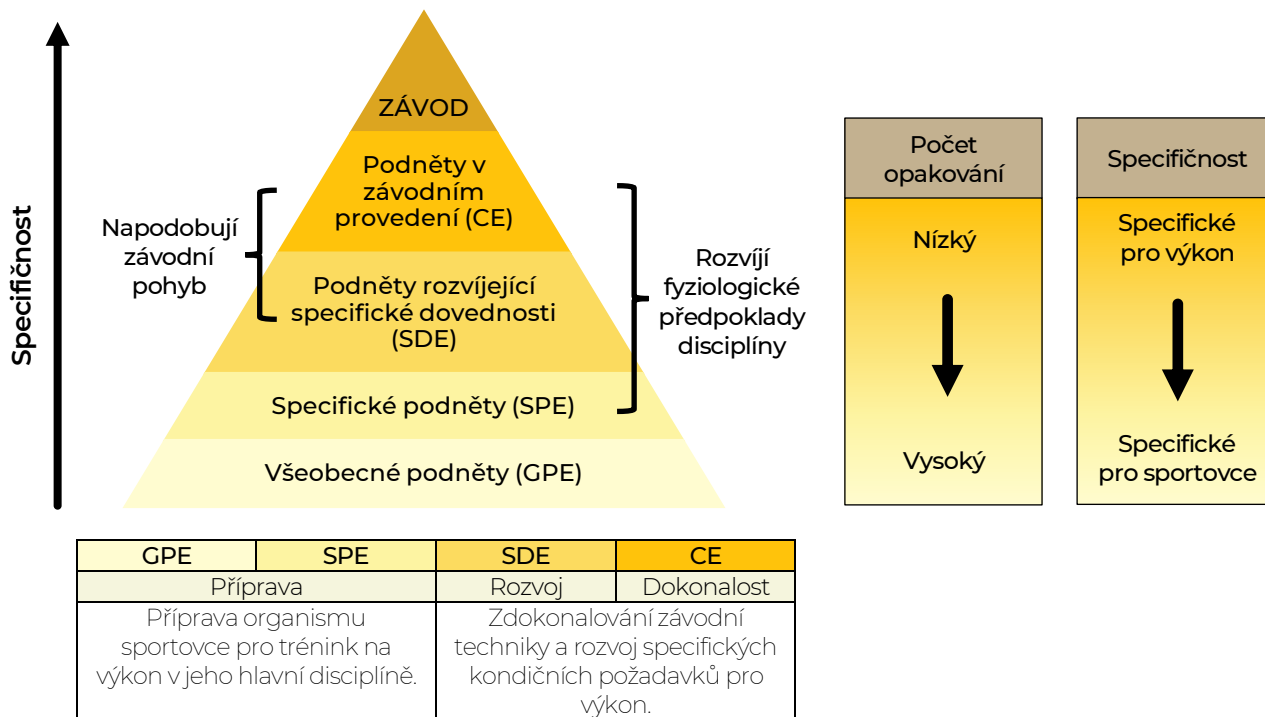 Specifičnost
ZÁVOD
Podněty v
závodním
provedení (CE)
Napodobují
závodní
pohyb
Podněty rozvíjející
specifické dovednosti
(SDE)
Rozvíjí
fyziologické
předpoklady
disciplíny
Specifické podněty (SPE)
Všeobecné podněty (GPE)
Počet
opakování
Nízký
Vysoký
Specifičnost
Specifické
pro výkon
Specifické
pro sportovce
GPE SPE SDE CE
Příprava Rozvoj Dokonalost
Příprava organismu
sportovce pro trénink na
výkon v jeho hlavní disciplíně.
Zdokonalování závodní
techniky a rozvoj specifických
kondičních požadavků pro
výkon.